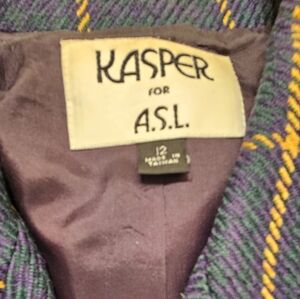 KASPER
FOR
A.S.L.
12
MADE IN
TAIWAN